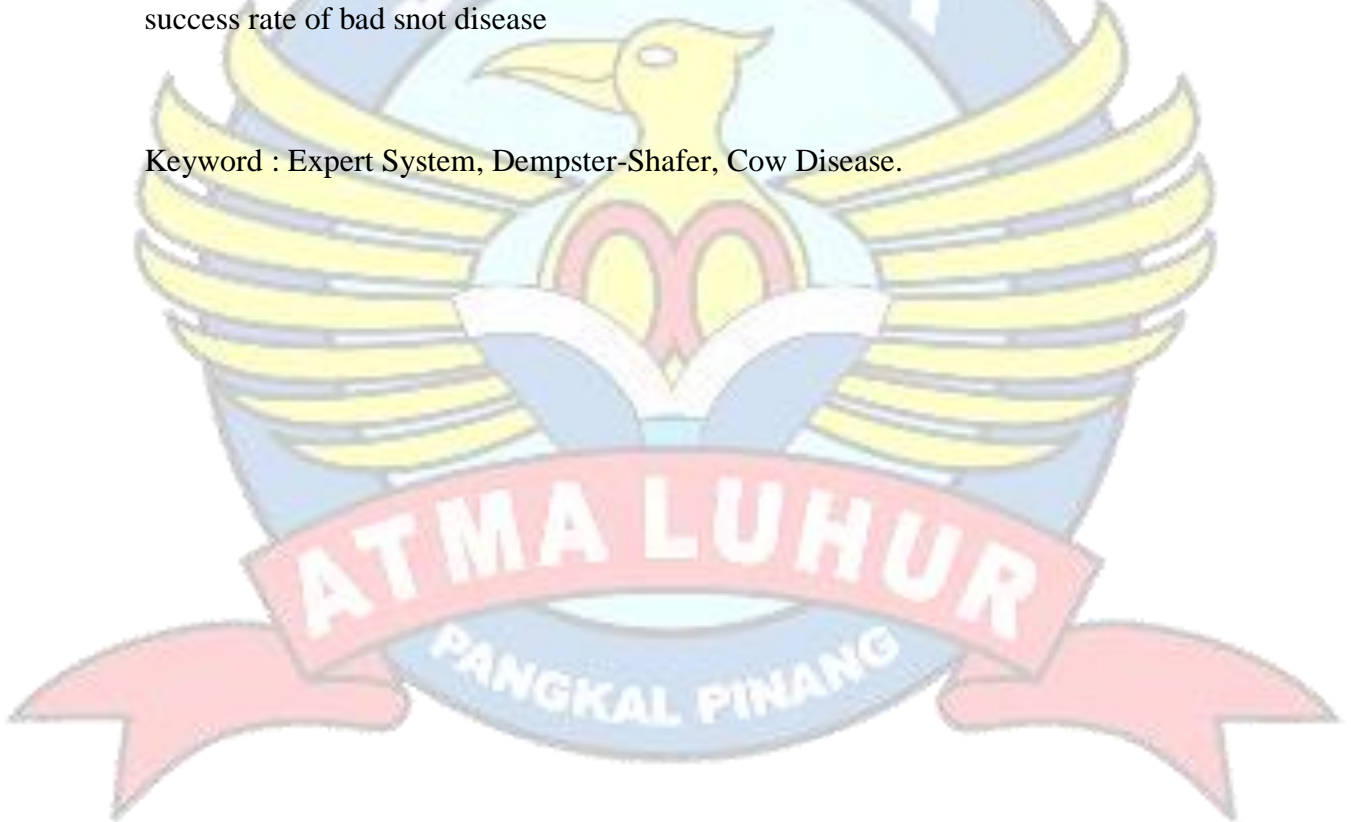 success rate of bad snot disease
Keyword : Expert System, Dempster-Shafer, Cow Disease.
ATMA LUHUR
PANGKAL PINANG